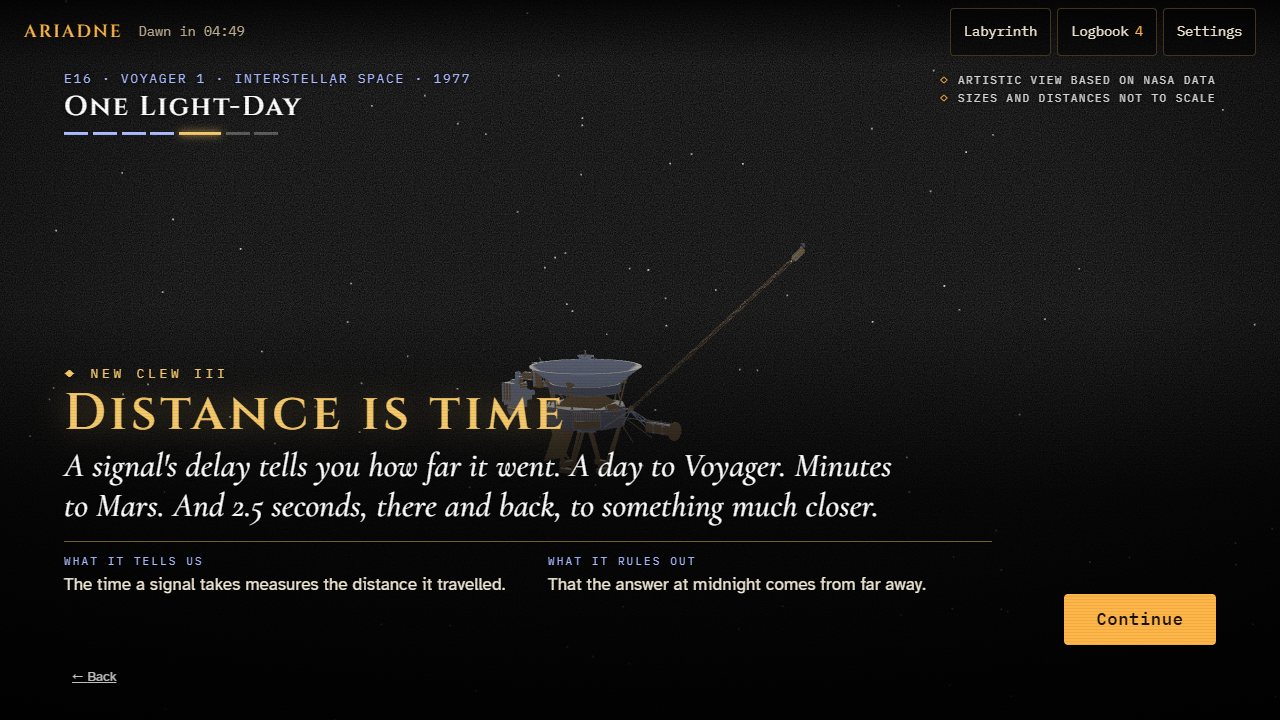 ARIADNE Dawn in 04:49
Labyrinth Logbook 4 Settings
E16 · VOYAGER 1 · INTERSTELLAR SPACE · 1977
One Light-Day
◇ ARTISTIC VIEW BASED ON NASA DATA
◇ SIZES AND DISTANCES NOT TO SCALE
◆ NEW CLEW III
Distance is time
A signal's delay tells you how far it went. A day to Voyager. Minutes
to Mars. And 2.5 seconds, there and back, to something much closer.
WHAT IT TELLS US
The time a signal takes measures the distance it travelled.
WHAT IT RULES OUT
That the answer at midnight comes from far away.
Continue
← Back